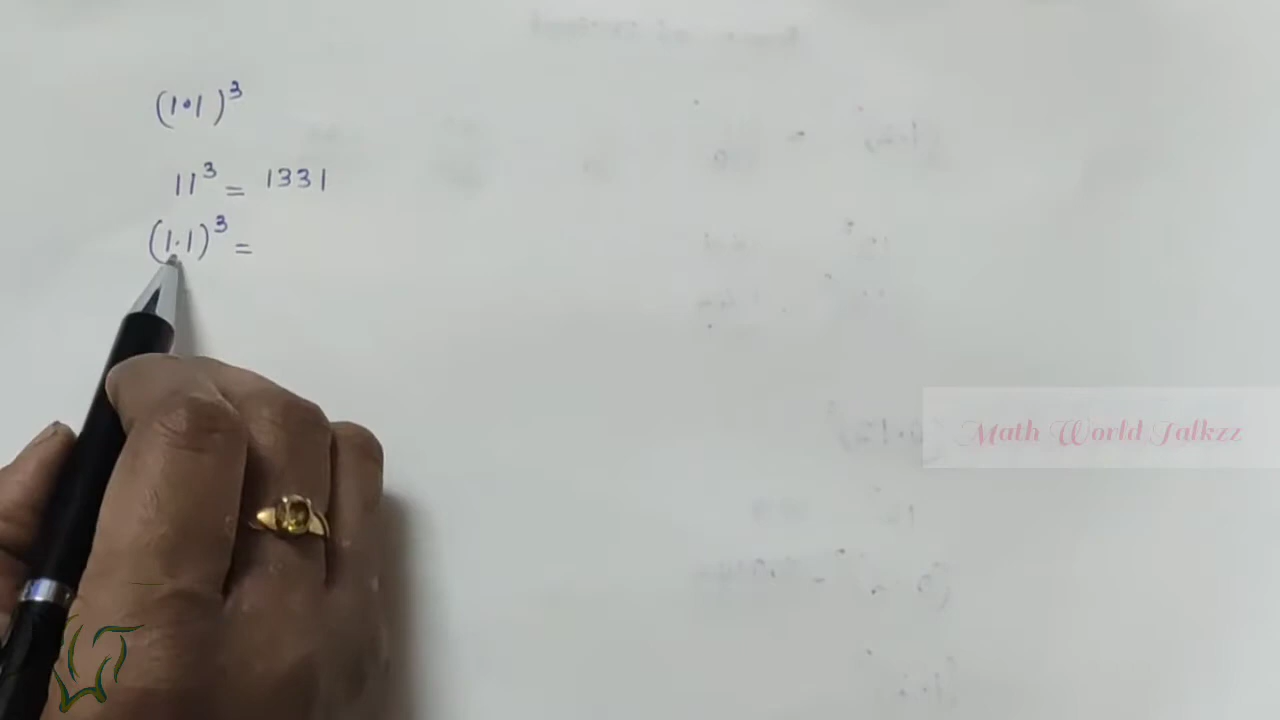 (1.1)³
11³ = 1331
(1.1)³ =
Math World Talkzz